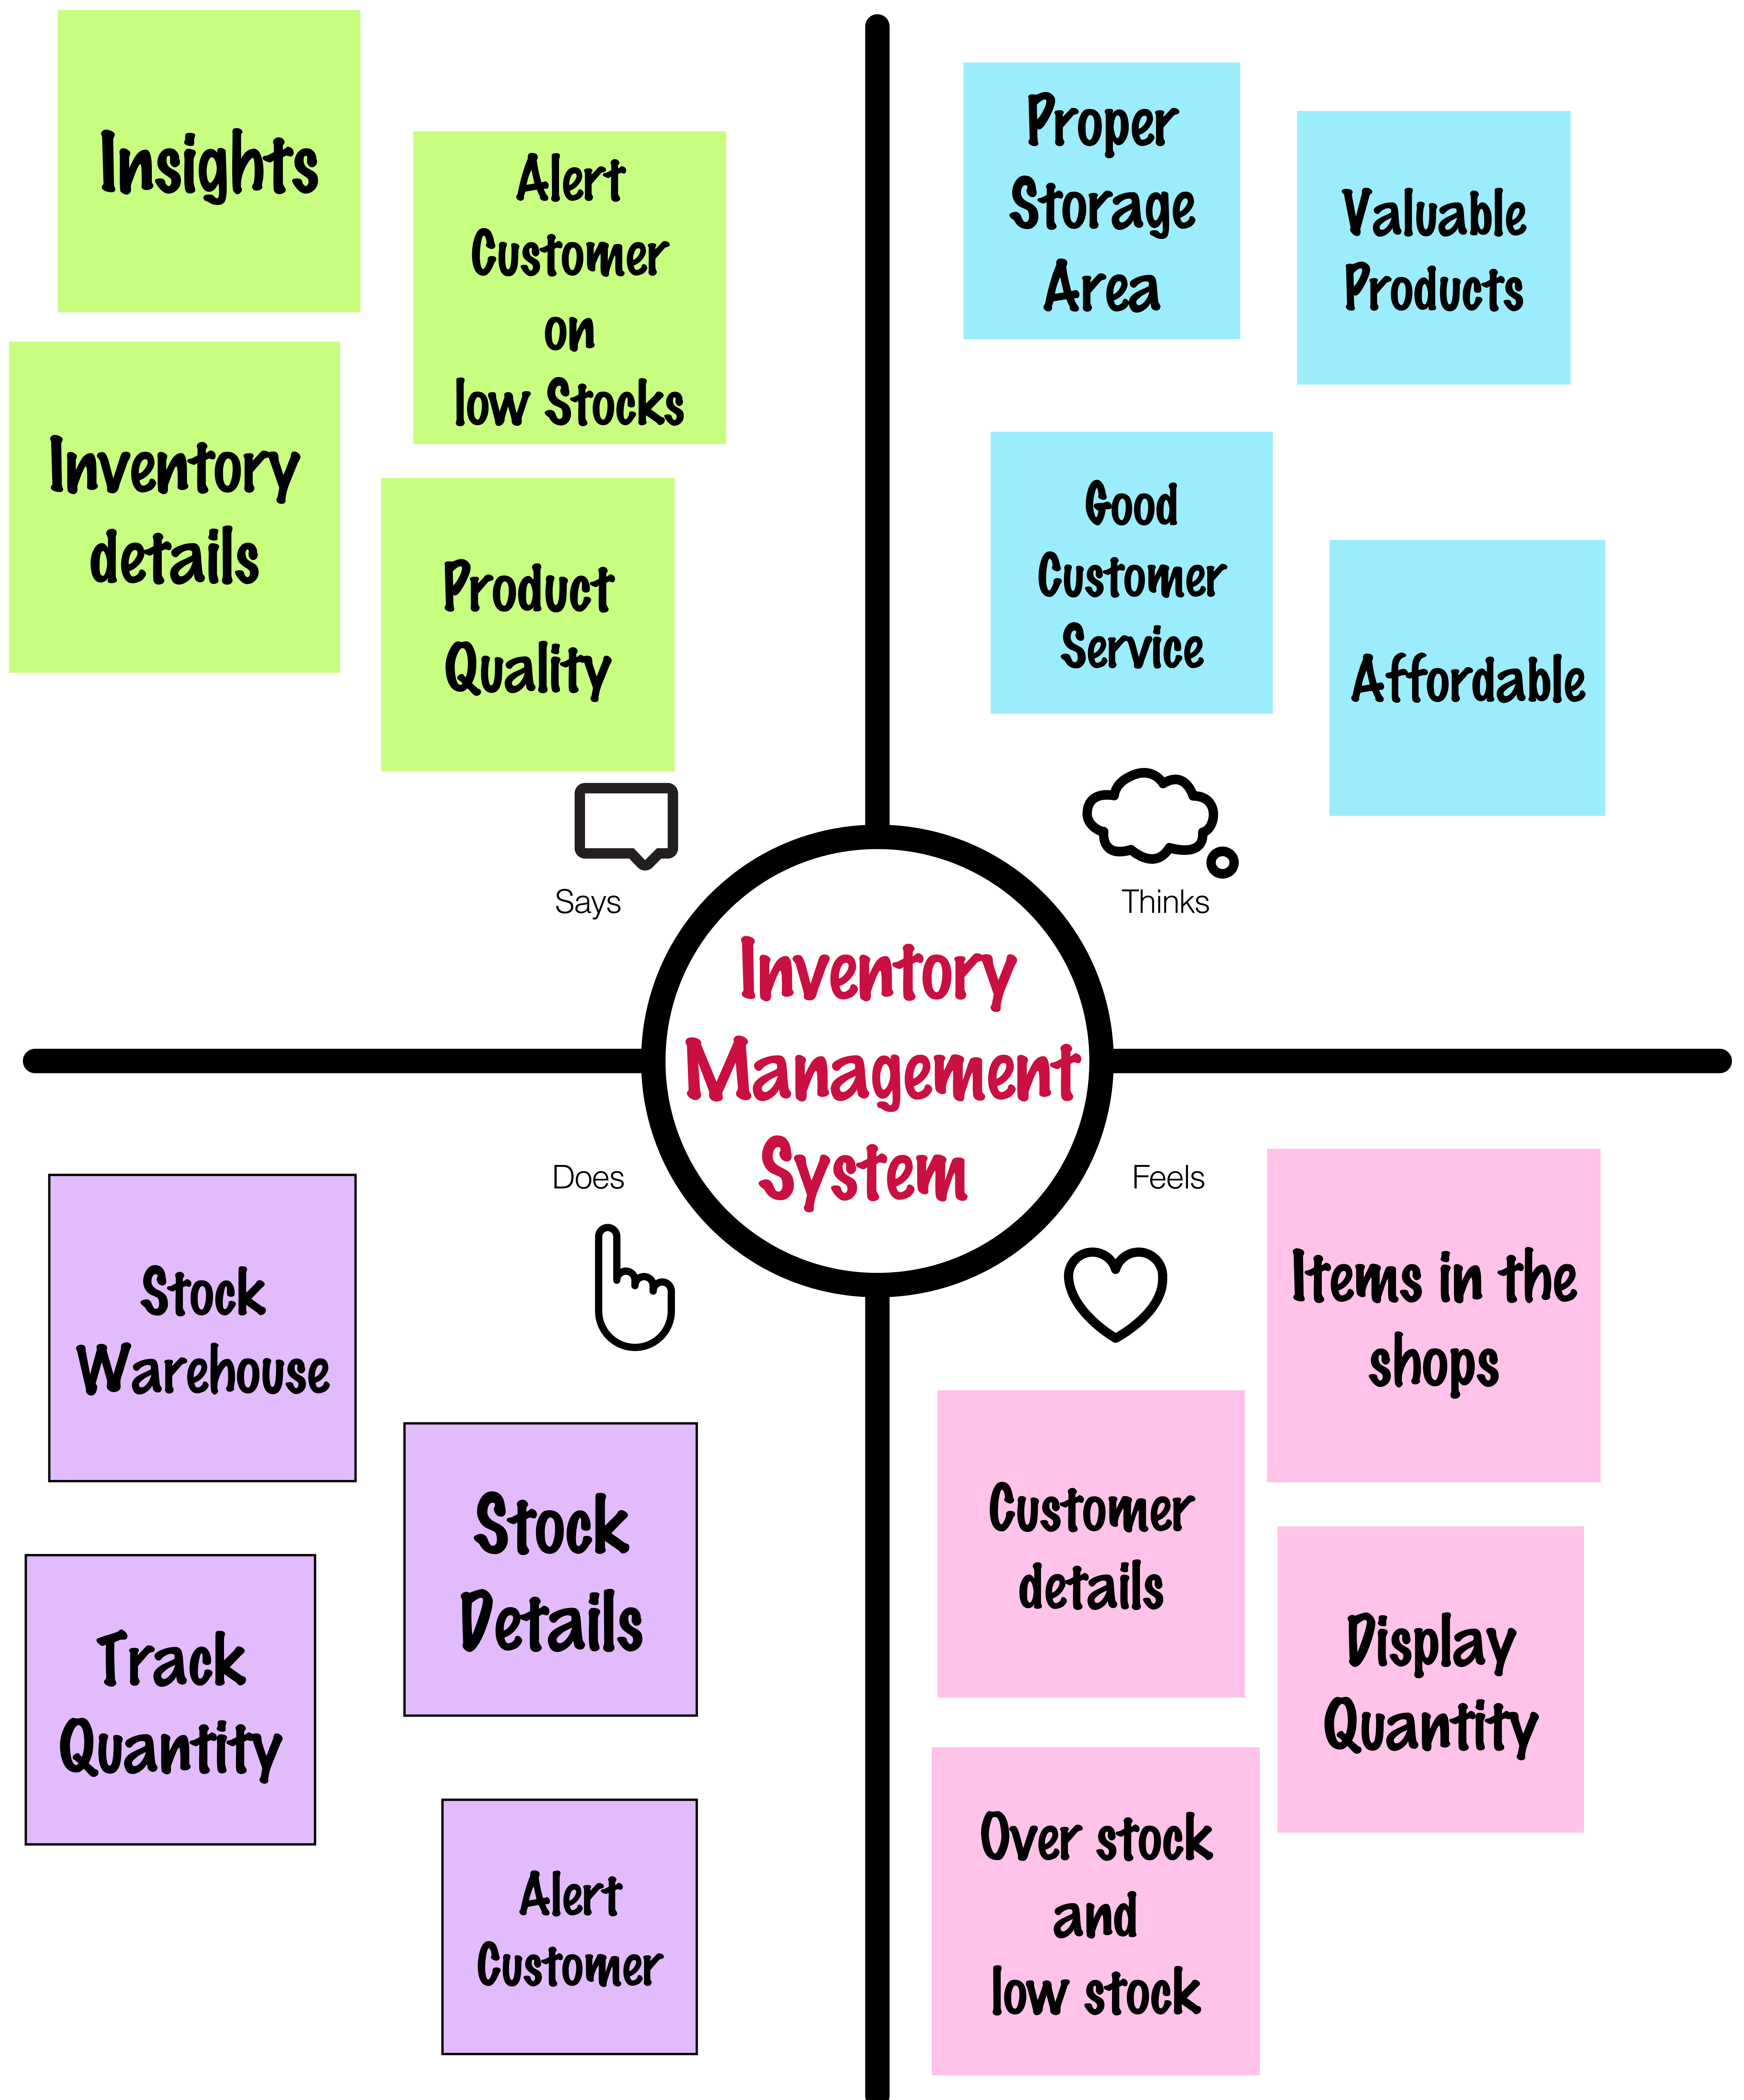 Insights
Alert
Customer
on
low Stocks
Inventory
details
Product
Quality
Says
Proper
Storage
Area
Valuable
Products
Good
Customer
Service
Affordable
Thinks
Inventory
Management
System
Does
Stock
Warehouse
Stock
Details
Track
Quantity
Alert
Customer
Feels
Items in the
shops
Customer
details
Display
Quantity
Over stock
and
low stock